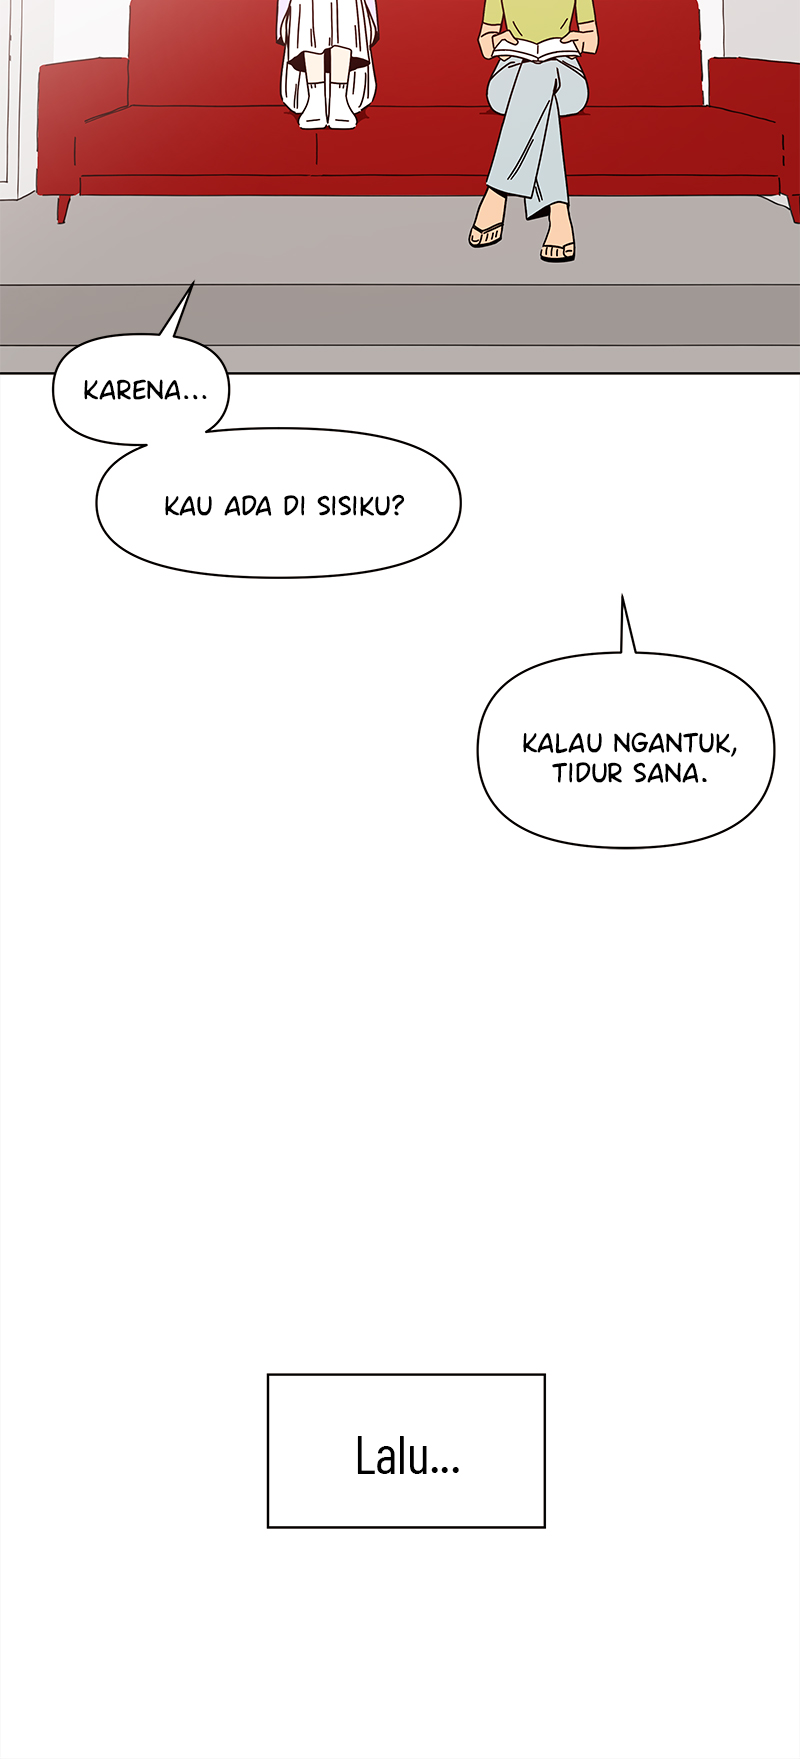 KARENA...
KAU ADA DI SISIKU?
KALAU NGANTUK,
TIDUR SANA.
Lalu...